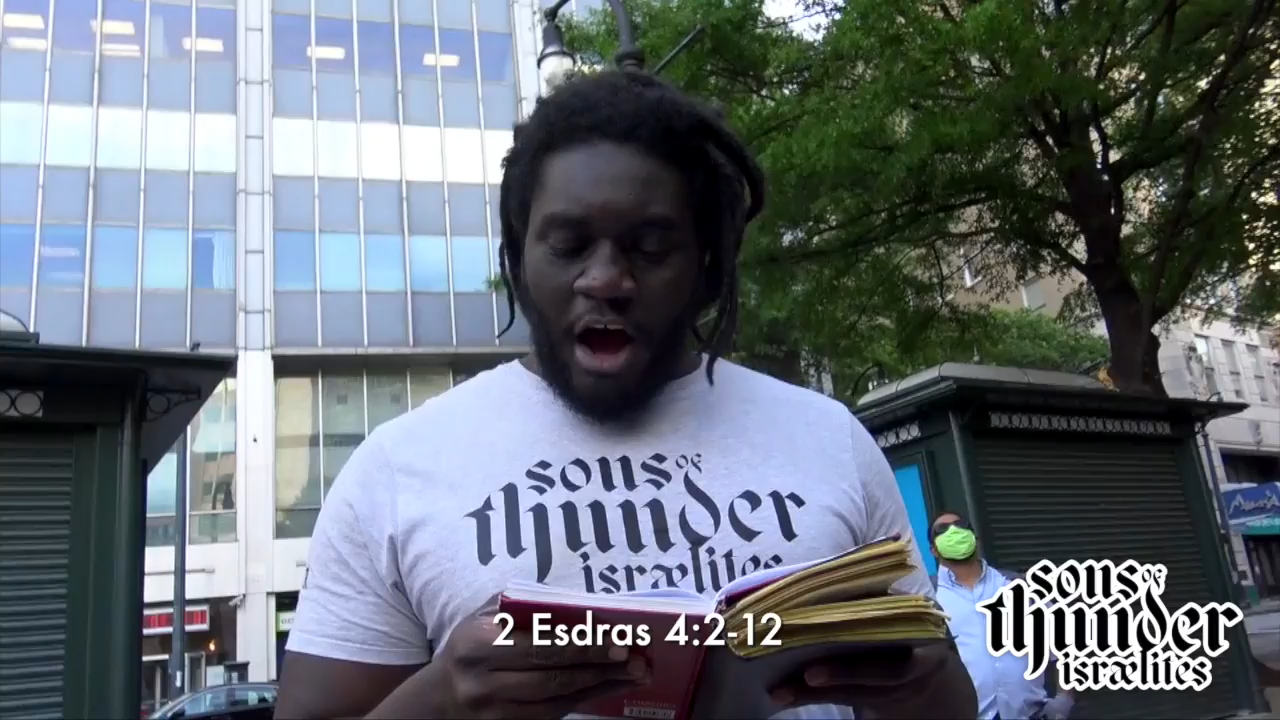 sons of
thunder
israelites
2 Esdras 4:2-12
sons of
thunder
israelites